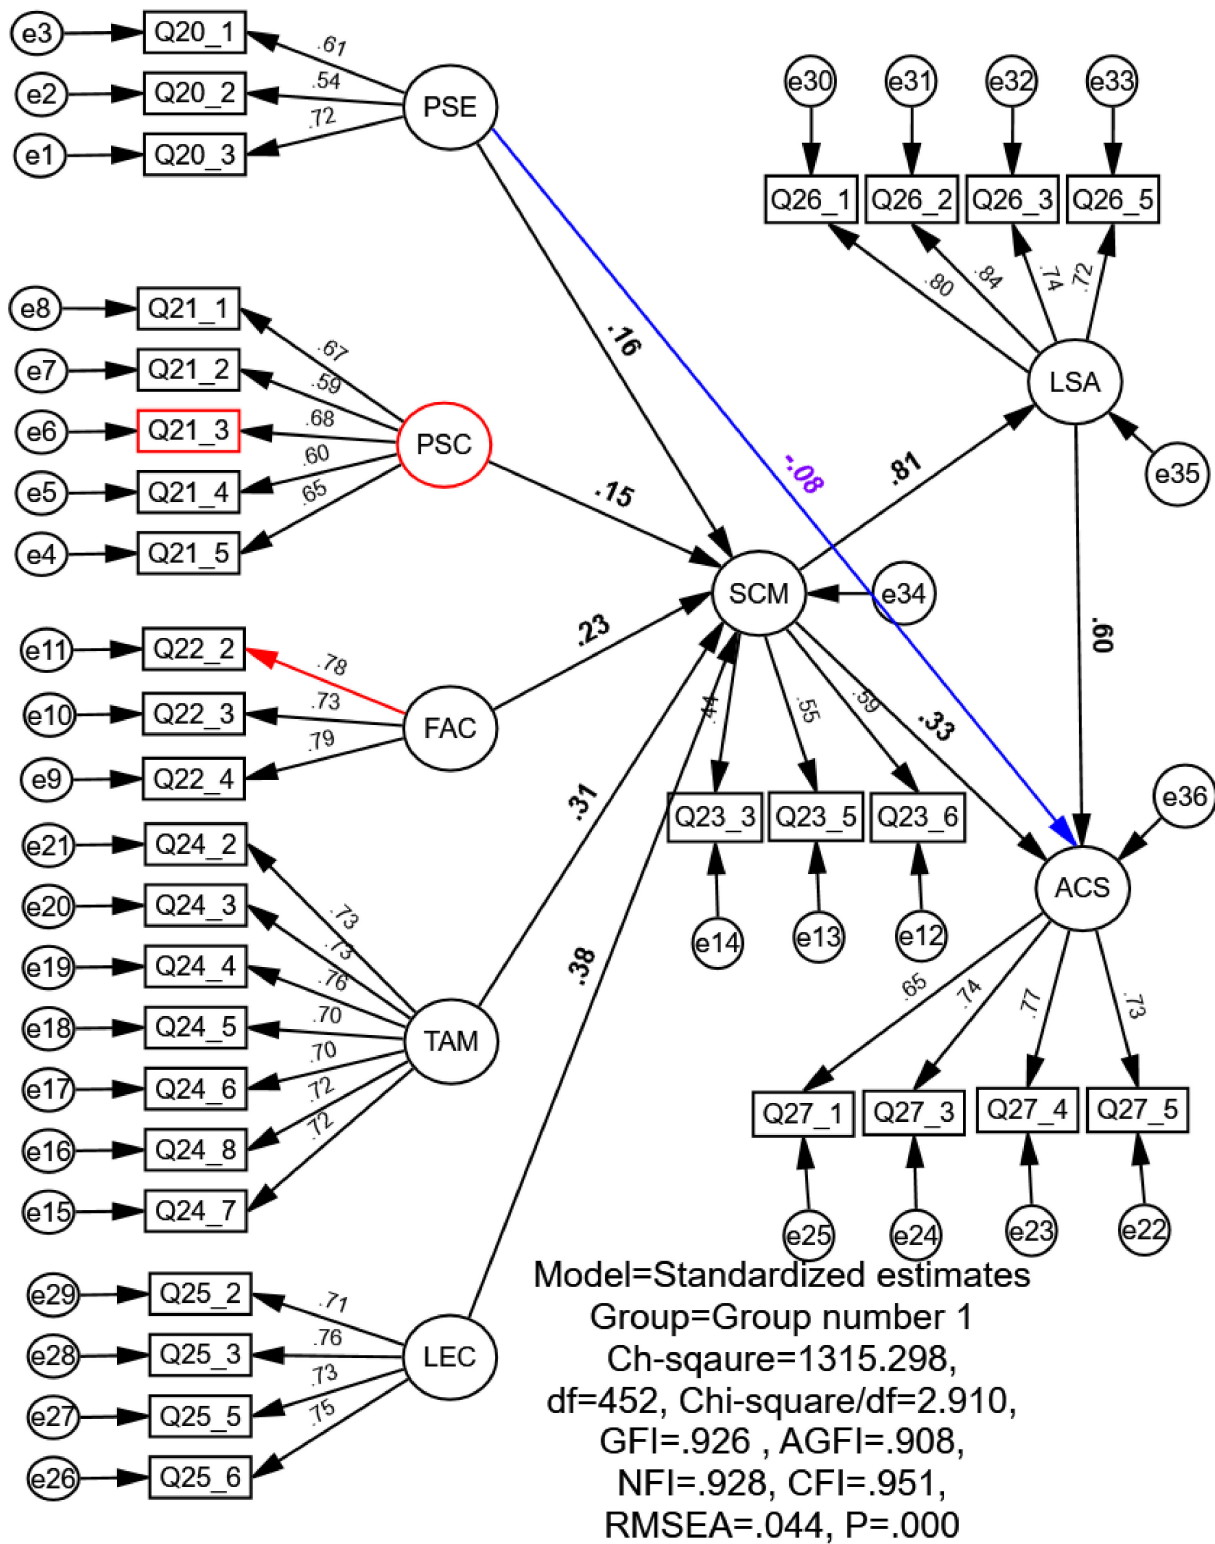 e3 Q20_1 .61
e2 Q20_2 .54 PSE
e1 Q20_3 .72
e30 e31 e32 e33
Q26_1 Q26_2 Q26_3 Q26_5
.80 .84 .74 .72
LSA
e35
e8 Q21_1 .67
e7 Q21_2 .59
e6 Q21_3 .68 PSC
e5 Q21_4 .60
e4 Q21_5 .65
.16
-.08
.81
.15
SCM e34
.23
.60
e11 Q22_2 .78
e10 Q22_3 .73 FAC
e9 Q22_4 .79
.44 .55 .59 .33
.31
.38
Q23_3 Q23_5 Q23_6
e14 e13 e12
e36
ACS
e21 Q24_2 .73
e20 Q24_3 .73
e19 Q24_4 .76
e18 Q24_5 .70 TAM
e17 Q24_6 .70
e16 Q24_8 .72
e15 Q24_7 .72
.65 .74 .77 .73
Q27_1 Q27_3 Q27_4 Q27_5
e25 e24 e23 e22
e29 Q25_2 .71
e28 Q25_3 .76 LEC
e27 Q25_5 .73
e26 Q25_6 .75
Model=Standardized estimates
Group=Group number 1
Ch-sqaure=1315.298,
df=452, Chi-square/df=2.910,
GFI=.926 , AGFI=.908,
NFI=.928, CFI=.951,
RMSEA=.044, P=.000